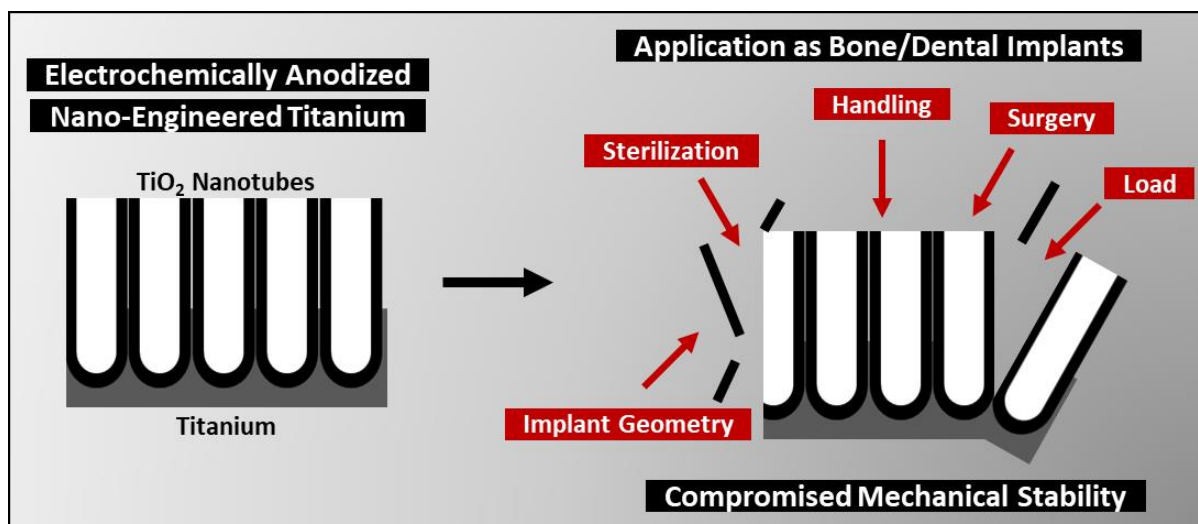 Electrochemically Anodized
Nano-Engineered Titanium
TiO₂ Nanotubes
Titanium
Application as Bone/Dental Implants
Handling
Surgery
Sterilization
Load
Implant Geometry
Compromised Mechanical Stability